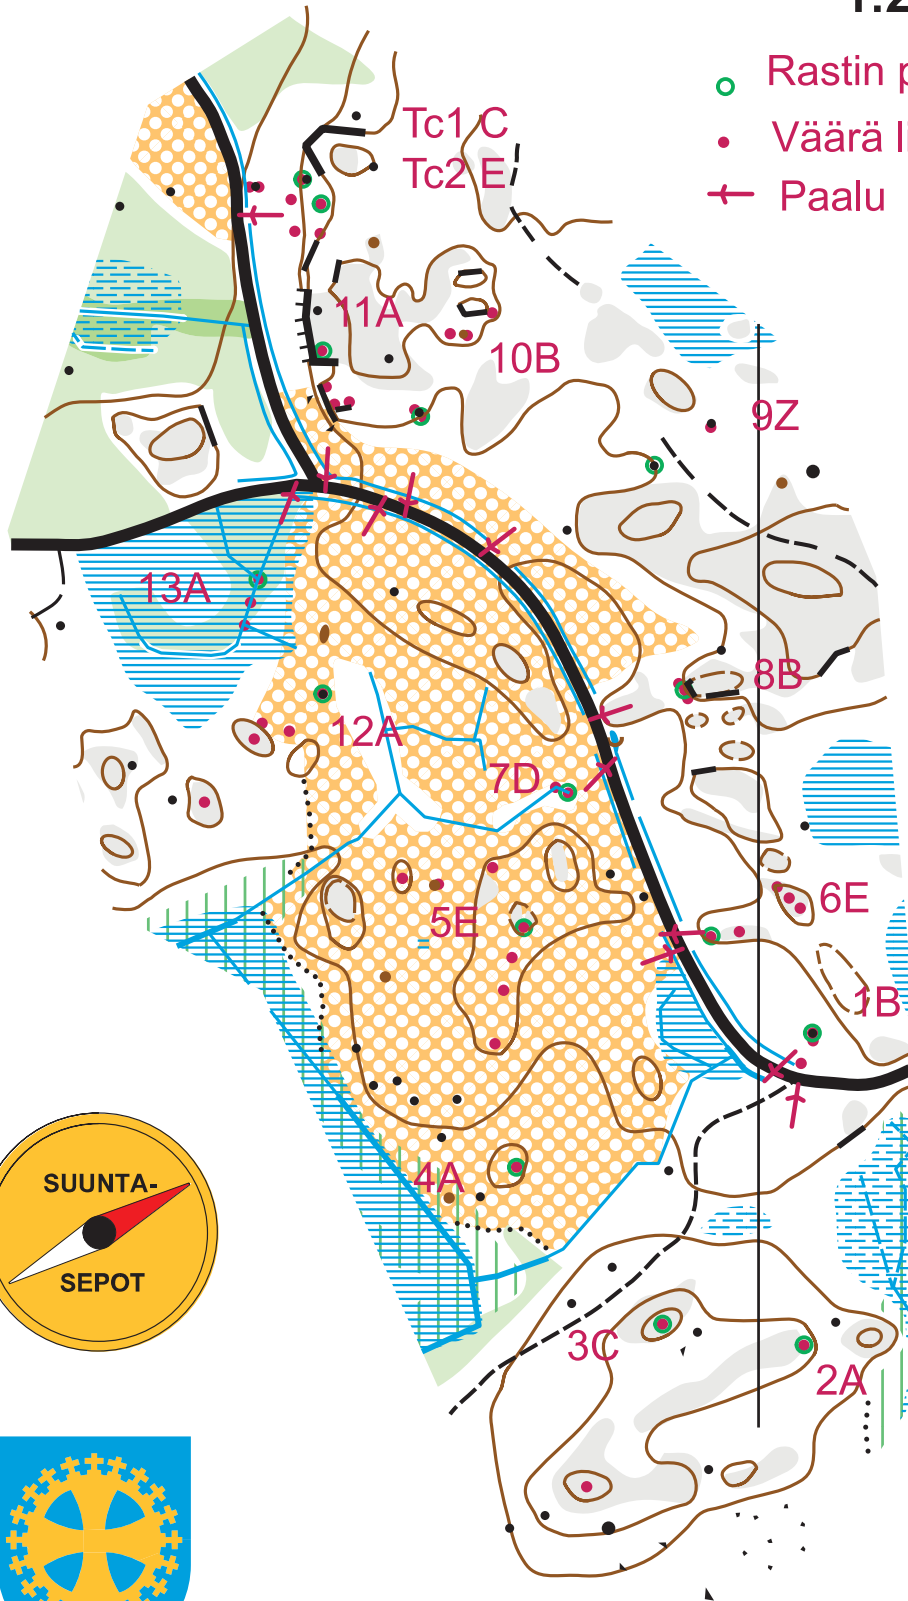 Rastin
Väärä
Paalu
Tc1 C
Tc2 E
11A
10B
9Z
13A
8B
12A
7D
5E
6E
1B
4A
SUUNTA-
SEPOT
3C
2A